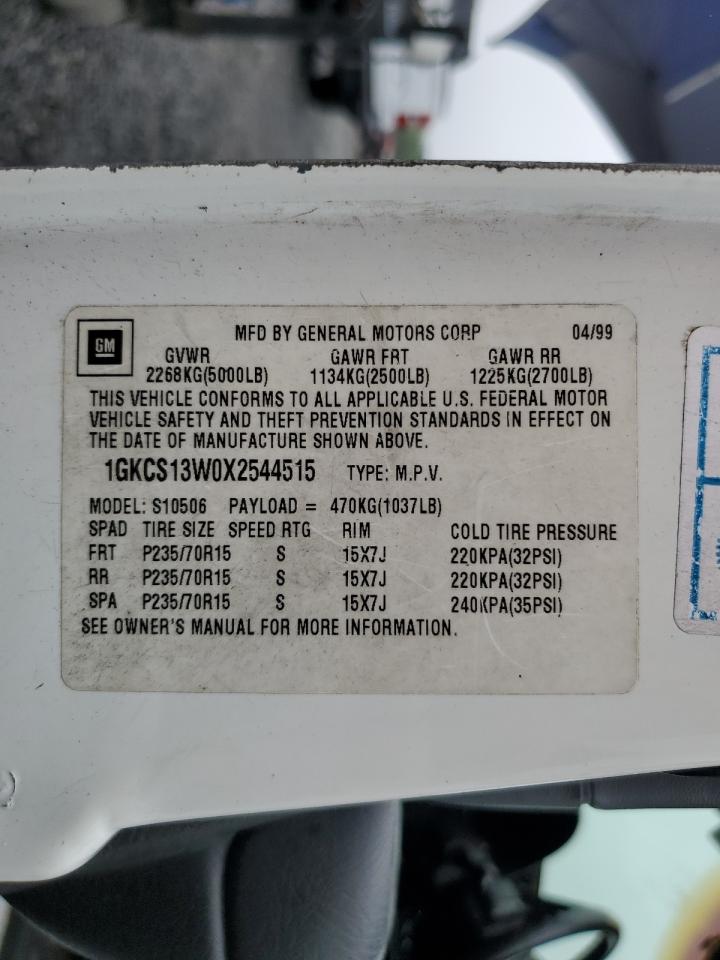 GM
MFD BY GENERAL MOTORS CORP 04/99
GVWR GAWR FRT GAWR RR
2268KG(5000LB) 1134KG(2500LB) 1225KG(2700LB)
THIS VEHICLE CONFORMS TO ALL APPLICABLE U.S. FEDERAL MOTOR
VEHICLE SAFETY AND THEFT PREVENTION STANDARDS IN EFFECT ON
THE DATE OF MANUFACTURE SHOWN ABOVE.
1GKCS13W0X2544515 TYPE: M.P.V.
MODEL: S10506 PAYLOAD = 470KG(1037LB)
SPAD TIRE SIZE SPEED RTG RIM COLD TIRE PRESSURE
FRT P235/70R15 S 15X7J 220KPA(32PSI)
RR P235/70R15 S 15X7J 220KPA(32PSI)
SPA P235/70R15 S 15X7J 240KPA(35PSI)
SEE OWNER'S MANUAL FOR MORE INFORMATION.